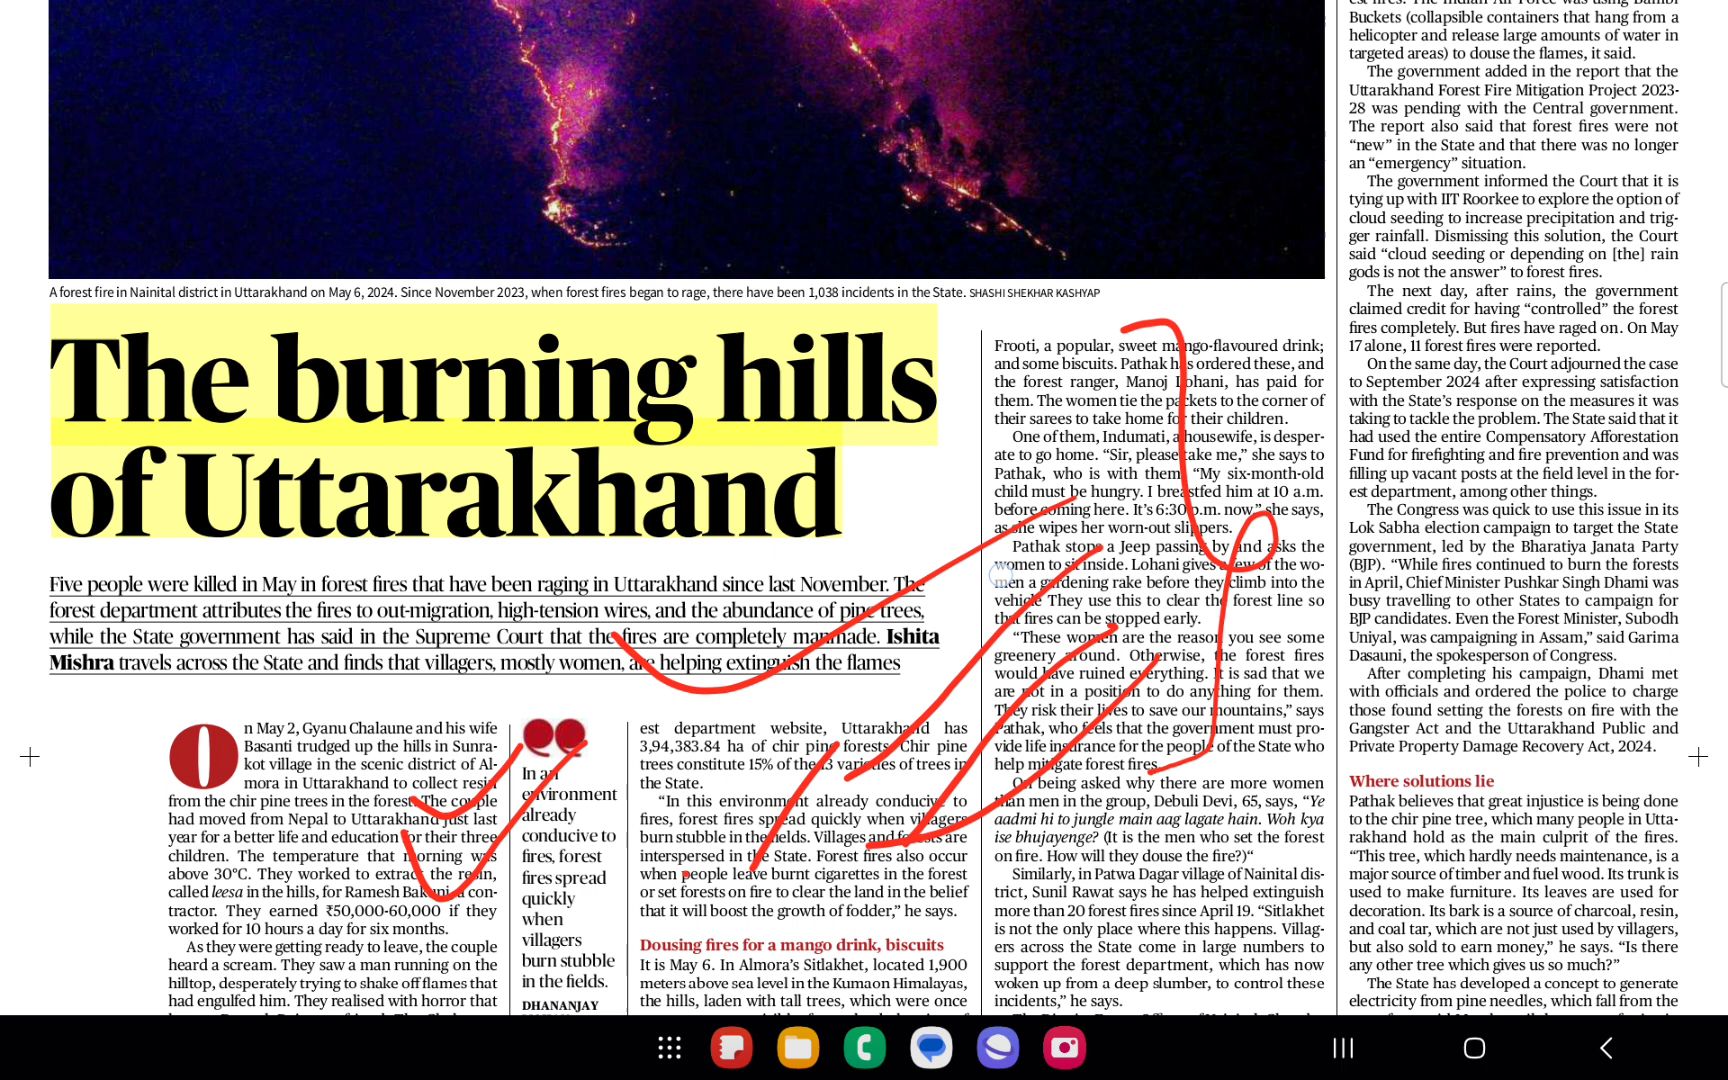 A forest fire in Nainital district in Uttarakhand on May 6, 2024. Since November 2023, when forest fires began to rage, there have been 1,038 incidents in the State. SHASHI SHEKHAR KASHYAP
The burning hills
of Uttarakhand
Five people were killed in May in forest fires that have been raging in Uttarakhand since last November. The
forest department attributes the fires to out-migration, high-tension wires, and the abundance of pine trees,
while the State government has said in the Supreme Court that the fires are completely manmade. Ishita
Mishra travels across the State and finds that villagers, mostly women, are helping extinguish the flames
On May 2, Gyanu Chalaune and his wife
Basanti trudged up the hills in Sunra-
kot village in the scenic district of Al-
mora in Uttarakhand to collect resin
from the chir pine trees in the forest. The couple
had moved from Nepal to Uttarakhand just last
year for a better life and education for their three
children. The temperature that morning was
above 30°C. They worked to extract the resin,
called leesa in the hills, for Ramesh a con-
tractor. They earned ₹50,000-60,000 if they
worked for 10 hours a day for six months.
As they were getting ready to leave, the couple
heard a scream. They saw a man running on the
hilltop, desperately trying to shake off flames that
had engulfed him. They realised with horror that
In an
environment
already
conducive to
fires, forest
fires spread
quickly
when
villagers
burn stubble
in the fields.
DHANANJAY
est department website, Uttarakhand has
3,94,383.84 ha of chir pine forests. Chir pine
trees constitute 15% of the 13 varieties of trees in
the State.
“In this environment already conducive to
fires, forest fires spread quickly when villagers
burn stubble in the fields. Villages and forests are
interspersed in the State. Forest fires also occur
when people leave burnt cigarettes in the forest
or set forests on fire to clear the land in the belief
that it will boost the growth of fodder,” he says.
Dousing fires for a mango drink, biscuits
It is May 6. In Almora’s Sitlakhet, located 1,900
meters above sea level in the Kumaon Himalayas,
the hills, laden with tall trees, which were once
Frooti, a popular, sweet mango-flavoured drink;
and some biscuits. Pathak has ordered these, and
the forest ranger, Manoj Lohani, has paid for
them. The women tie the packets to the corner of
their sarees to take home for their children.
One of them, Indumati, a housewife, is desper-
ate to go home. “Sir, please take me,” she says to
Pathak, who is with them. “My six-month-old
child must be hungry. I breastfed him at 10 a.m.
before coming here. It’s 6:30 p.m. now,” she says,
as she wipes her worn-out slippers.
Pathak stops a Jeep passing by and asks the
women to sit inside. Lohani gives a few of the wo-
men a gardening rake before they climb into the
vehicle. They use this to clear the forest line so
that fires can be stopped early.
“These women are the reason you see some
greenery around. Otherwise, the forest fires
would have ruined everything. It is sad that we
are not in a position to do anything for them.
They risk their lives to save our mountains,” says
Pathak, who feels that the government must pro-
vide life insurance for the people of the State who
help mitigate forest fires.
On being asked why there are more women
than men in the group, Debuli Devi, 65, says, “Ye
aadmi hi to jungle main aag lagate hain. Woh kya
ise bhujayenge? (It is the men who set the forest
on fire. How will they douse the fire?)“
Similarly, in Patwa Dagar village of Nainital dis-
trict, Sunil Rawat says he has helped extinguish
more than 20 forest fires since April 19. “Sitlakhet
is not the only place where this happens. Villag-
ers across the State come in large numbers to
support the forest department, which has now
woken up from a deep slumber, to control these
incidents,” he says.
Buckets (collapsible containers that hang from a
helicopter and release large amounts of water in
targeted areas) to douse the flames, it said.
The government added in the report that the
Uttarakhand Forest Fire Mitigation Project 2023-
28 was pending with the Central government.
The report also said that forest fires were not
“new” in the State and that there was no longer
an “emergency” situation.
The government informed the Court that it is
tying up with IIT Roorkee to explore the option of
cloud seeding to increase precipitation and trig-
ger rainfall. Dismissing this solution, the Court
said “cloud seeding or depending on [the] rain
gods is not the answer” to forest fires.
The next day, after rains, the government
claimed credit for having “controlled” the forest
fires completely. But fires have raged on. On May
17 alone, 11 forest fires were reported.
On the same day, the Court adjourned the case
to September 2024 after expressing satisfaction
with the State’s response on the measures it was
taking to tackle the problem. The State said that it
had used the entire Compensatory Afforestation
Fund for firefighting and fire prevention and was
filling up vacant posts at the field level in the for-
est department, among other things.
The Congress was quick to use this issue in its
Lok Sabha election campaign to target the State
government, led by the Bharatiya Janata Party
(BJP). “While fires continued to burn the forests
in April, Chief Minister Pushkar Singh Dhami was
busy travelling to other States to campaign for
BJP candidates. Even the Forest Minister, Subodh
Uniyal, was campaigning in Assam,” said Garima
Dasauni, the spokesperson of Congress.
After completing his campaign, Dhami met
with officials and ordered the police to charge
those found setting the forests on fire with the
Gangster Act and the Uttarakhand Public and
Private Property Damage Recovery Act, 2024.
Where solutions lie
Pathak believes that great injustice is being done
to the chir pine tree, which many people in Utta-
rakhand hold as the main culprit of the fires.
“This tree, which hardly needs maintenance, is a
major source of timber and fuel wood. Its trunk is
used to make furniture. Its leaves are used for
decoration. Its bark is a source of charcoal, resin,
and coal tar, which are not just used by villagers,
but also sold to earn money,” he says. “Is there
any other tree which gives us so much?”
The State has developed a concept to generate
electricity from pine needles, which fall from the